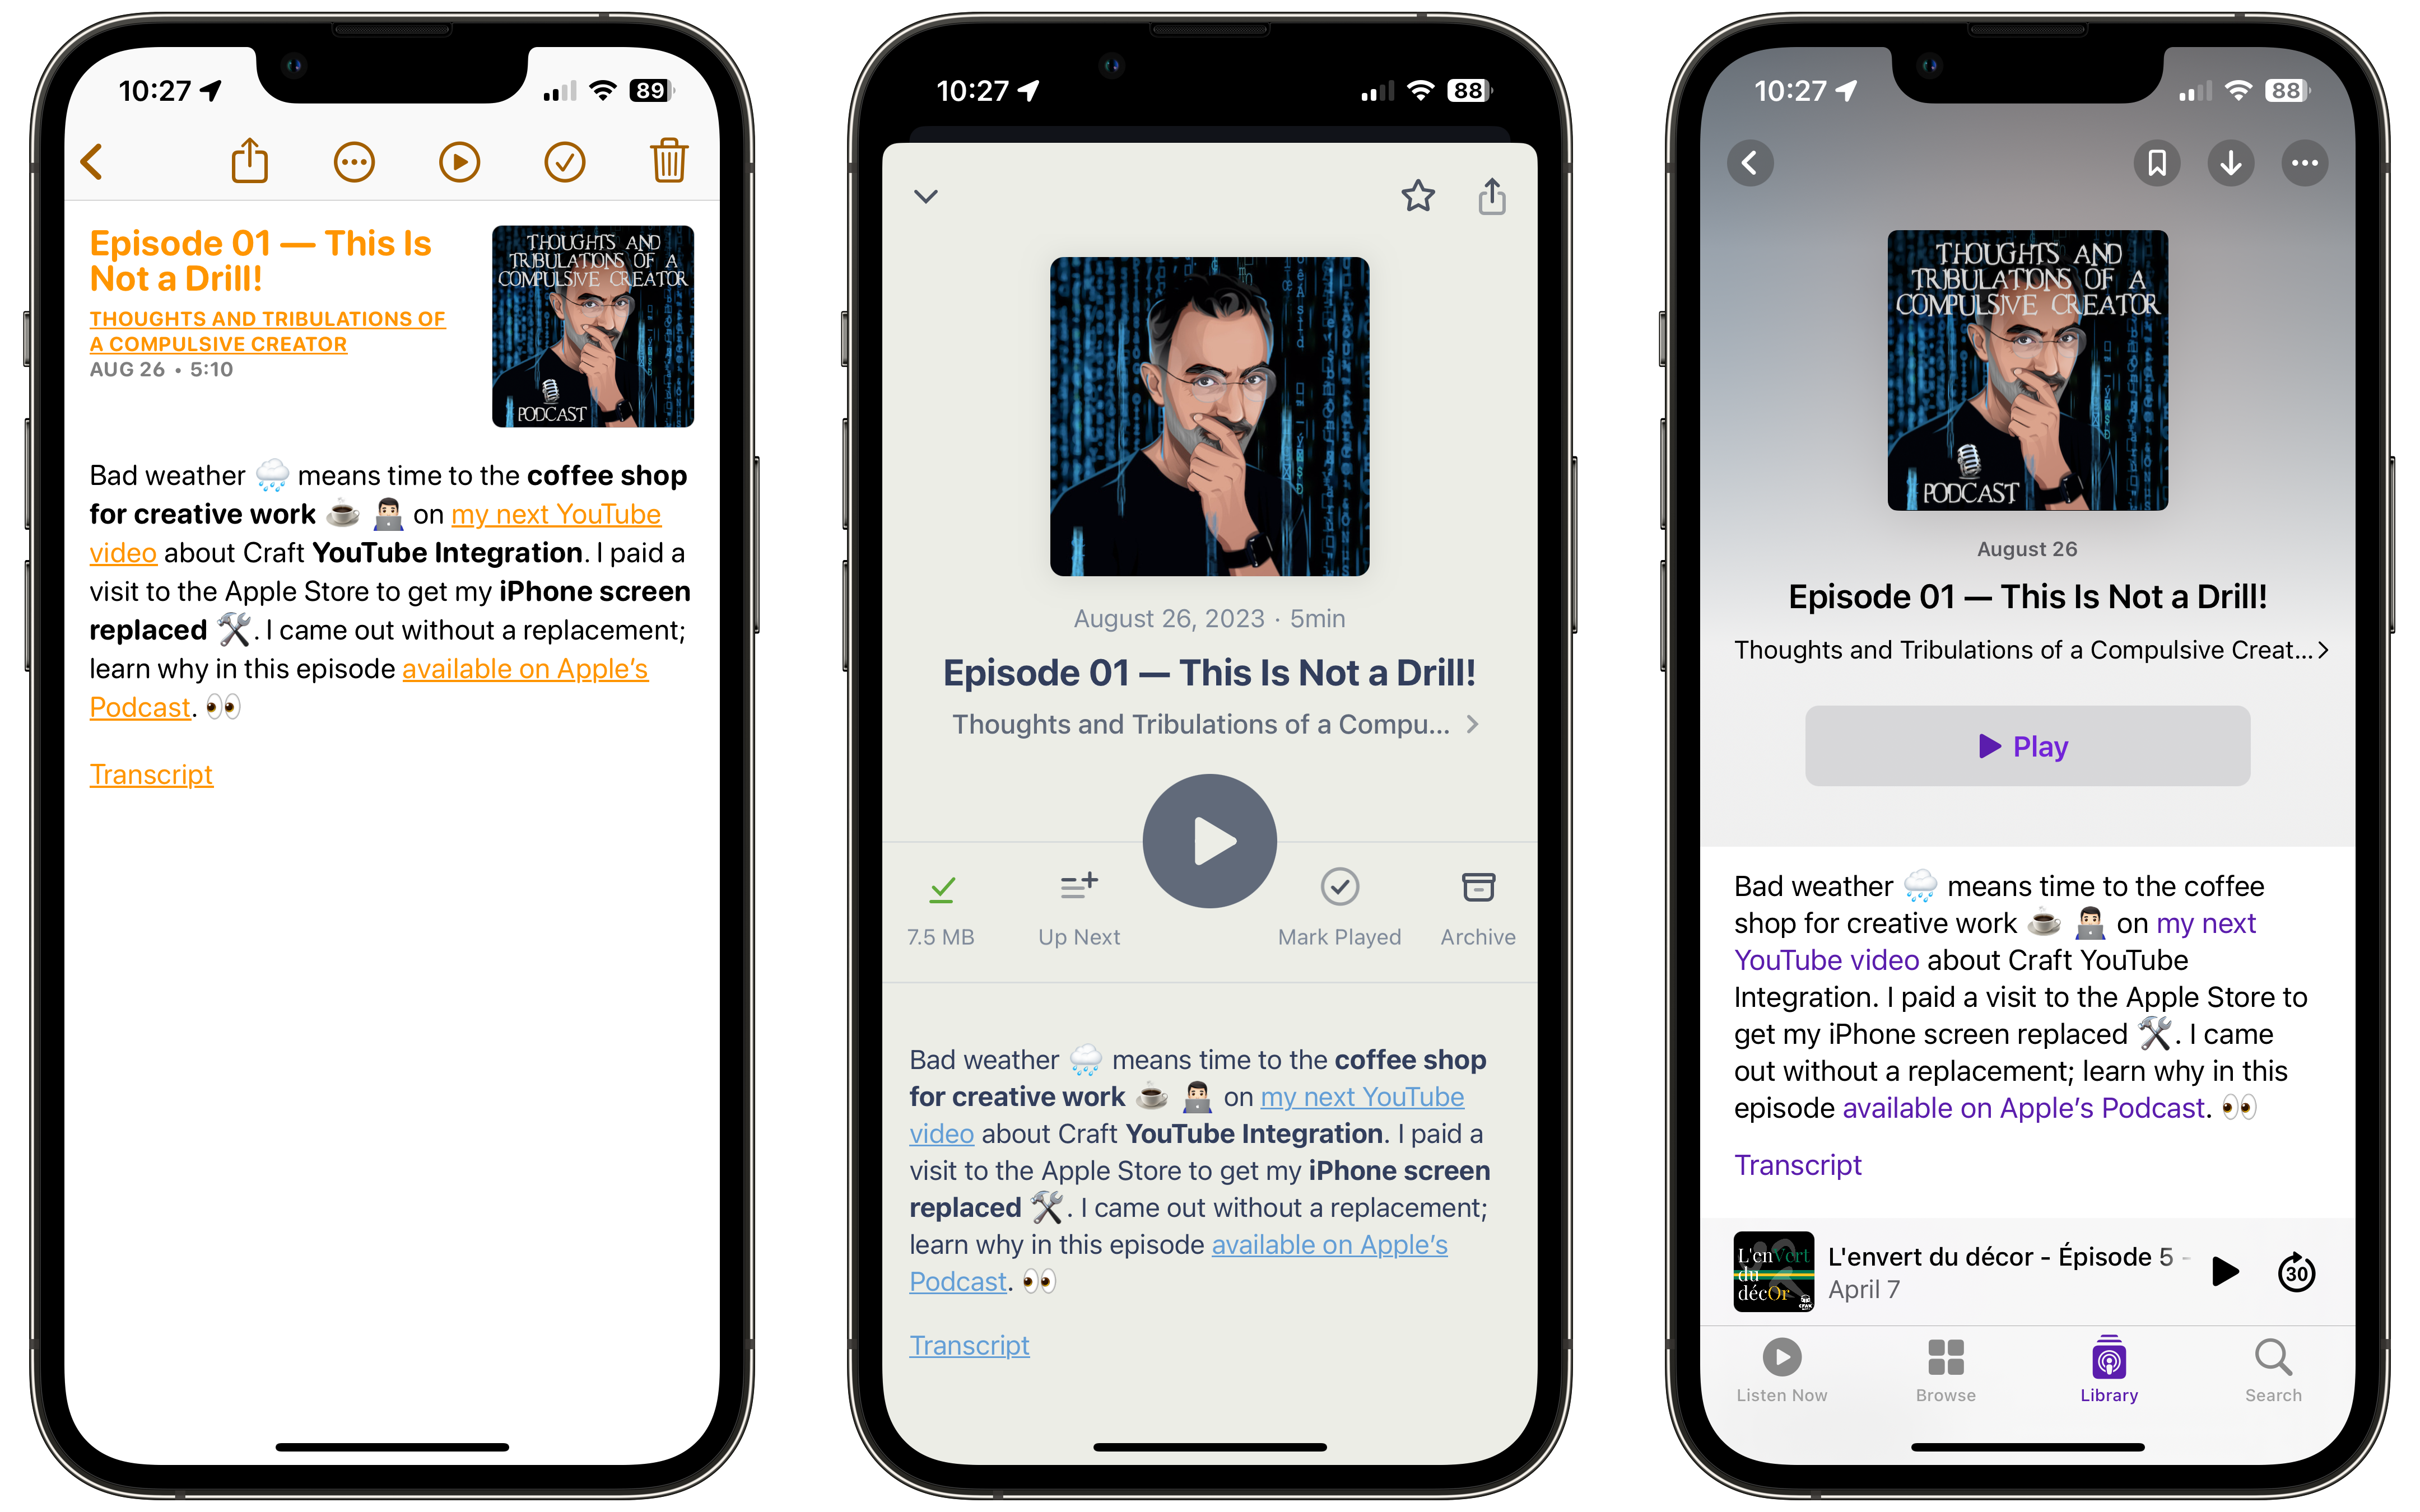 10:27
89
Episode 01 — This Is
Not a Drill!
THOUGHTS AND TRIBULATIONS OF
A COMPULSIVE CREATOR
AUG 26 • 5:10
THOUGHTS AND
TRIBULATIONS OF A
COMPULSIVE CREATOR
PODCAST
Bad weather 🌧️ means time to the coffee shop
for creative work ☕ 👨🏻‍💻 on my next YouTube
video about Craft YouTube Integration. I paid a
visit to the Apple Store to get my iPhone screen
replaced 🛠️. I came out without a replacement;
learn why in this episode available on Apple’s
Podcast. 👀
Transcript
10:27
88
August 26, 2023 · 5min
Episode 01 — This Is Not a Drill!
Thoughts and Tribulations of a Compu...
7.5 MB
Up Next
Mark Played
Archive
Bad weather 🌧️ means time to the coffee shop
for creative work ☕ 👨🏻‍💻 on my next YouTube
video about Craft YouTube Integration. I paid a
visit to the Apple Store to get my iPhone screen
replaced 🛠️. I came out without a replacement;
learn why in this episode available on Apple’s
Podcast. 👀
Transcript
10:27
88
THOUGHTS AND
TRIBULATIONS OF A
COMPULSIVE CREATOR
PODCAST
August 26
Episode 01 — This Is Not a Drill!
Thoughts and Tribulations of a Compulsive Creat...
Play
Bad weather 🌧️ means time to the coffee
shop for creative work ☕ 👨🏻‍💻 on my next
YouTube video about Craft YouTube
Integration. I paid a visit to the Apple Store to
get my iPhone screen replaced 🛠️. I came
out without a replacement; learn why in this
episode available on Apple’s Podcast. 👀
Transcript
L'enVert
du
décOr
L'envert du décor - Épisode 5 -
April 7
30
Listen Now
Browse
Library
Search